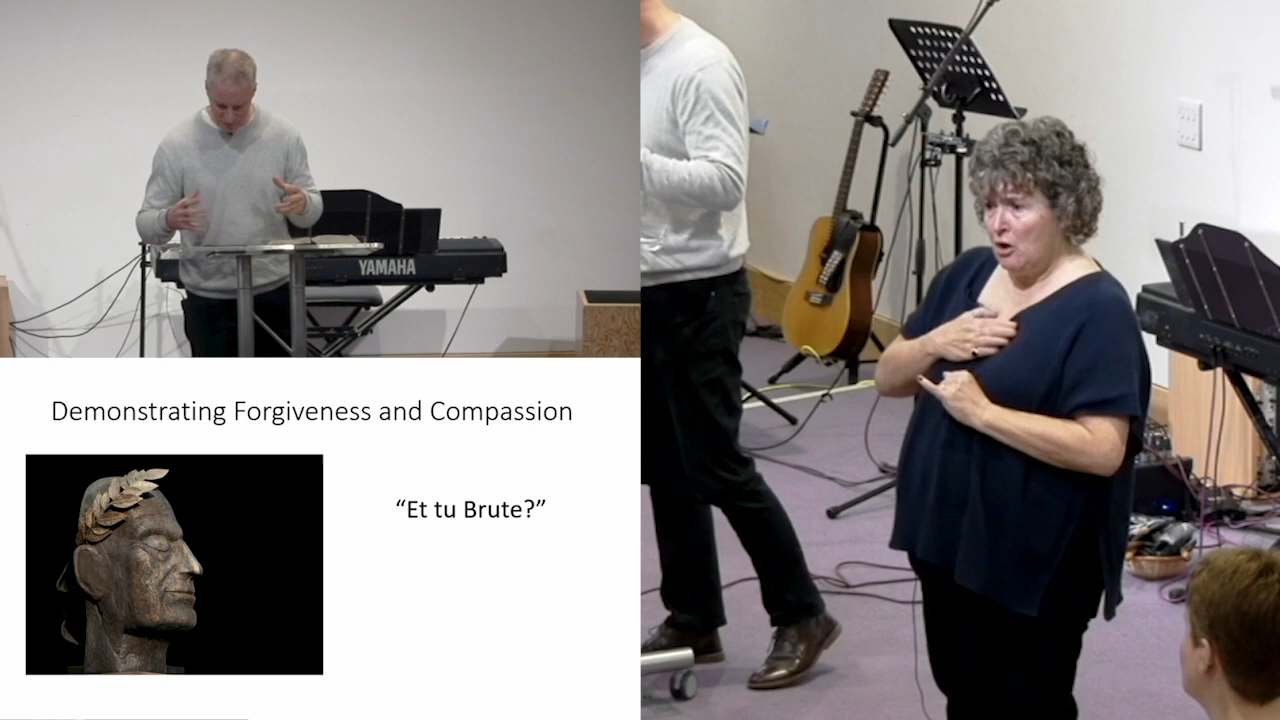 YAMAHA
Demonstrating Forgiveness and Compassion
“Et tu Brute?”